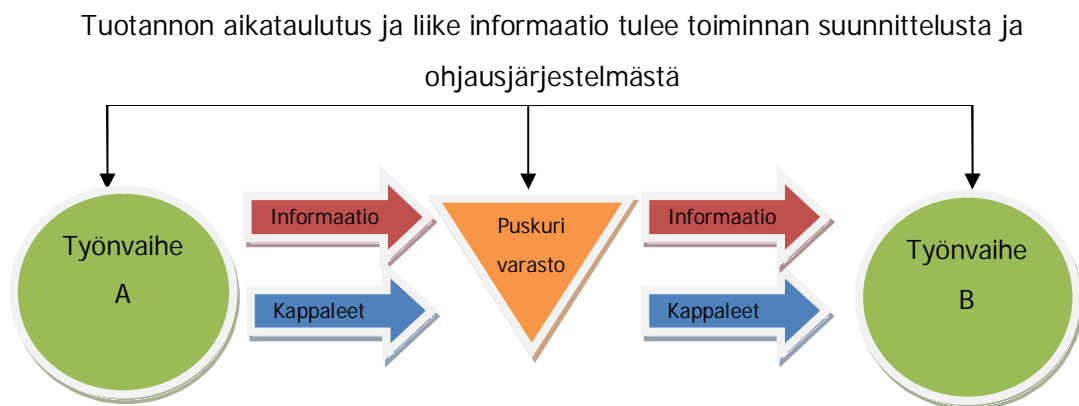 Tuotannon aikataulutus ja liike informaatio tulee toiminnan suunnittelusta ja
ohjausjärjestelmästä
Työnvaihe
A
Informaatio
Kappaleet
Puskuri
varasto
Informaatio
Kappaleet
Työnvaihe
B